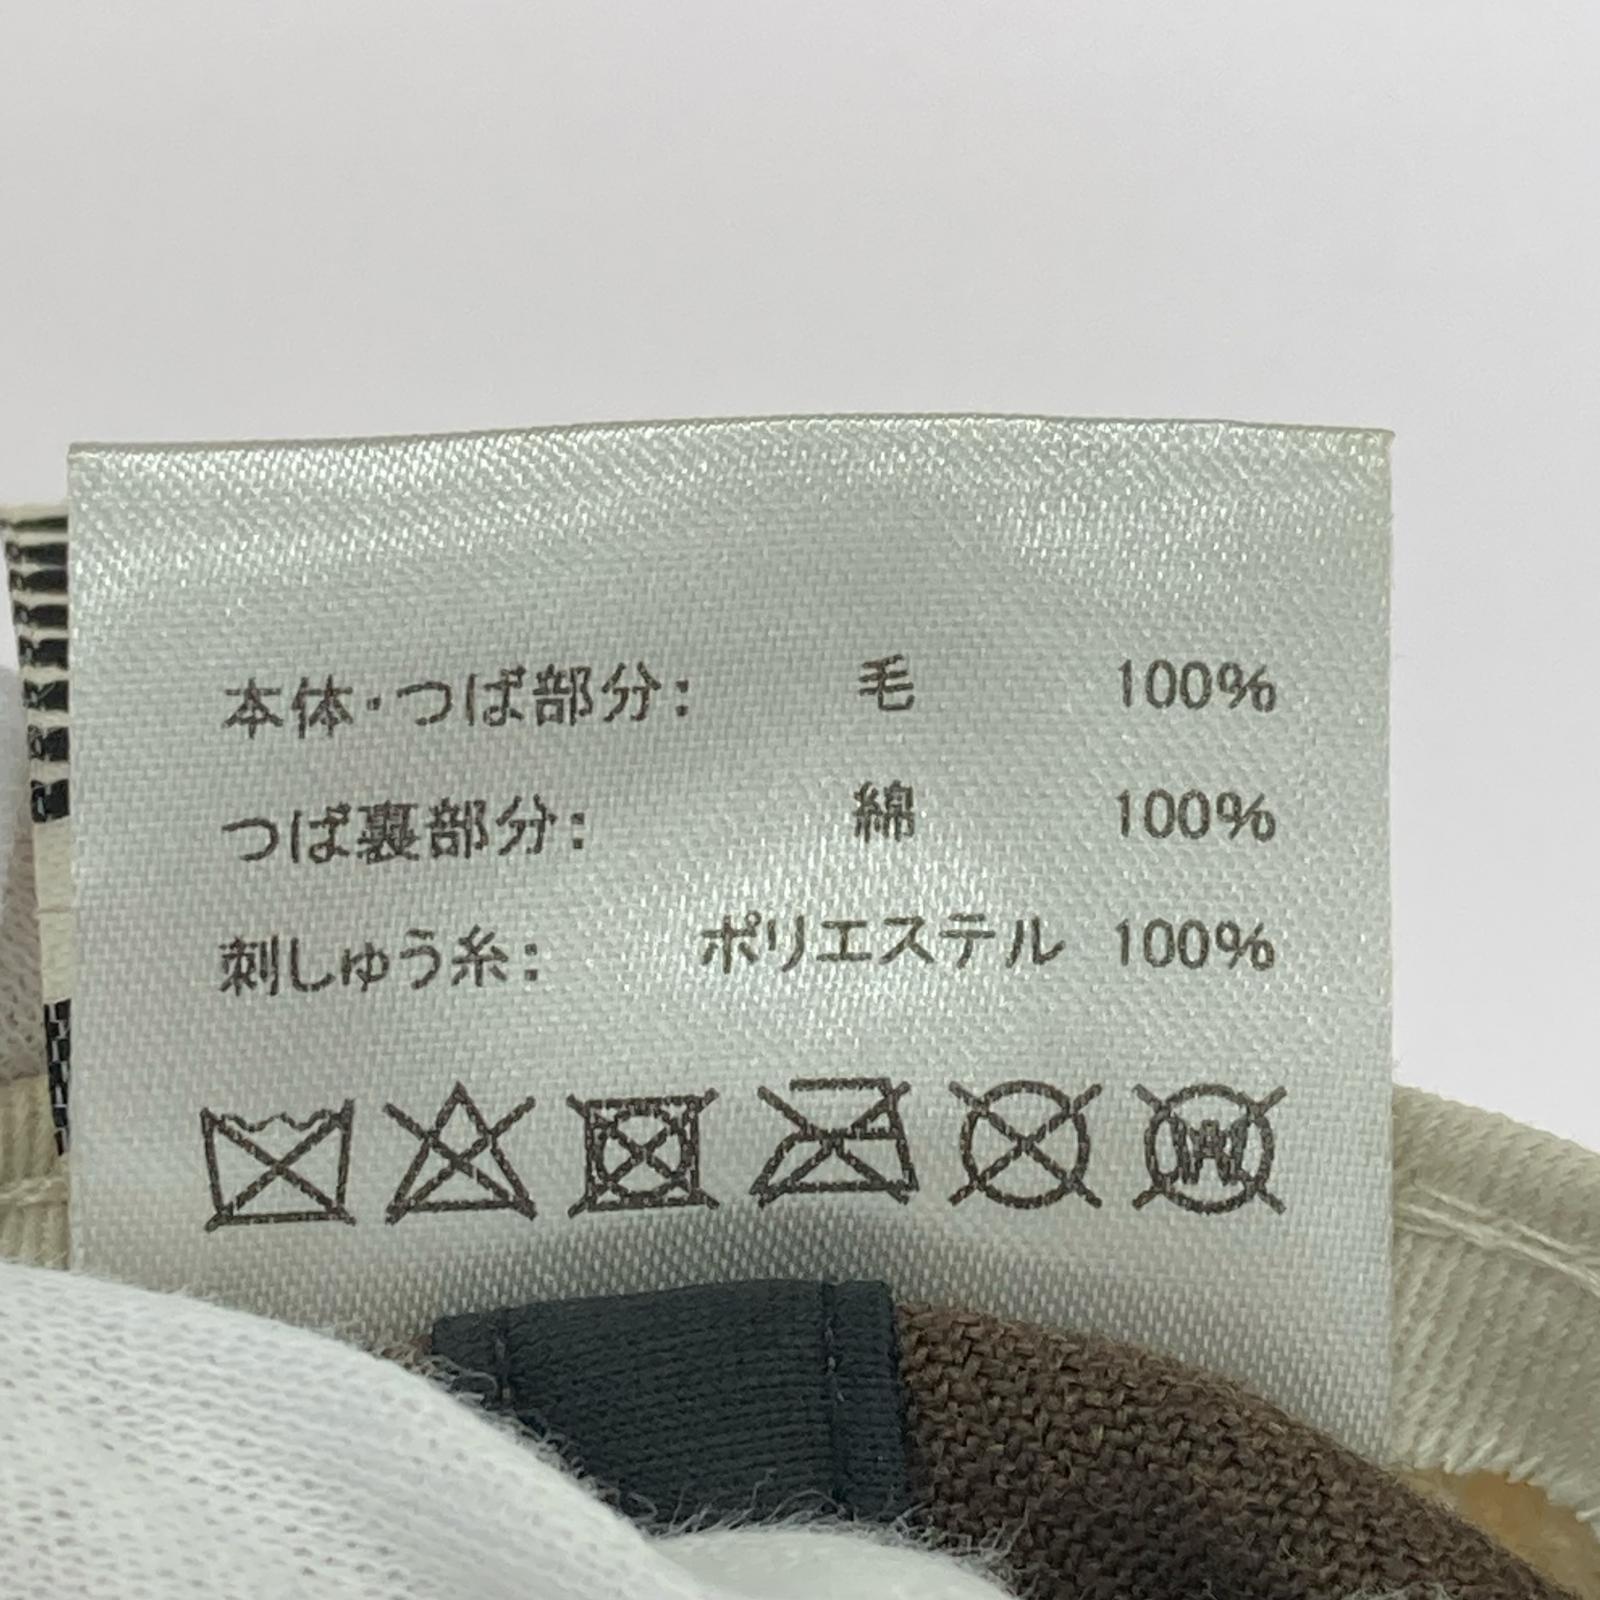 本体・つば部分: 毛 100%
つば裏部分: 綿 100%
刺しゅう糸: ポリエステル 100%
W